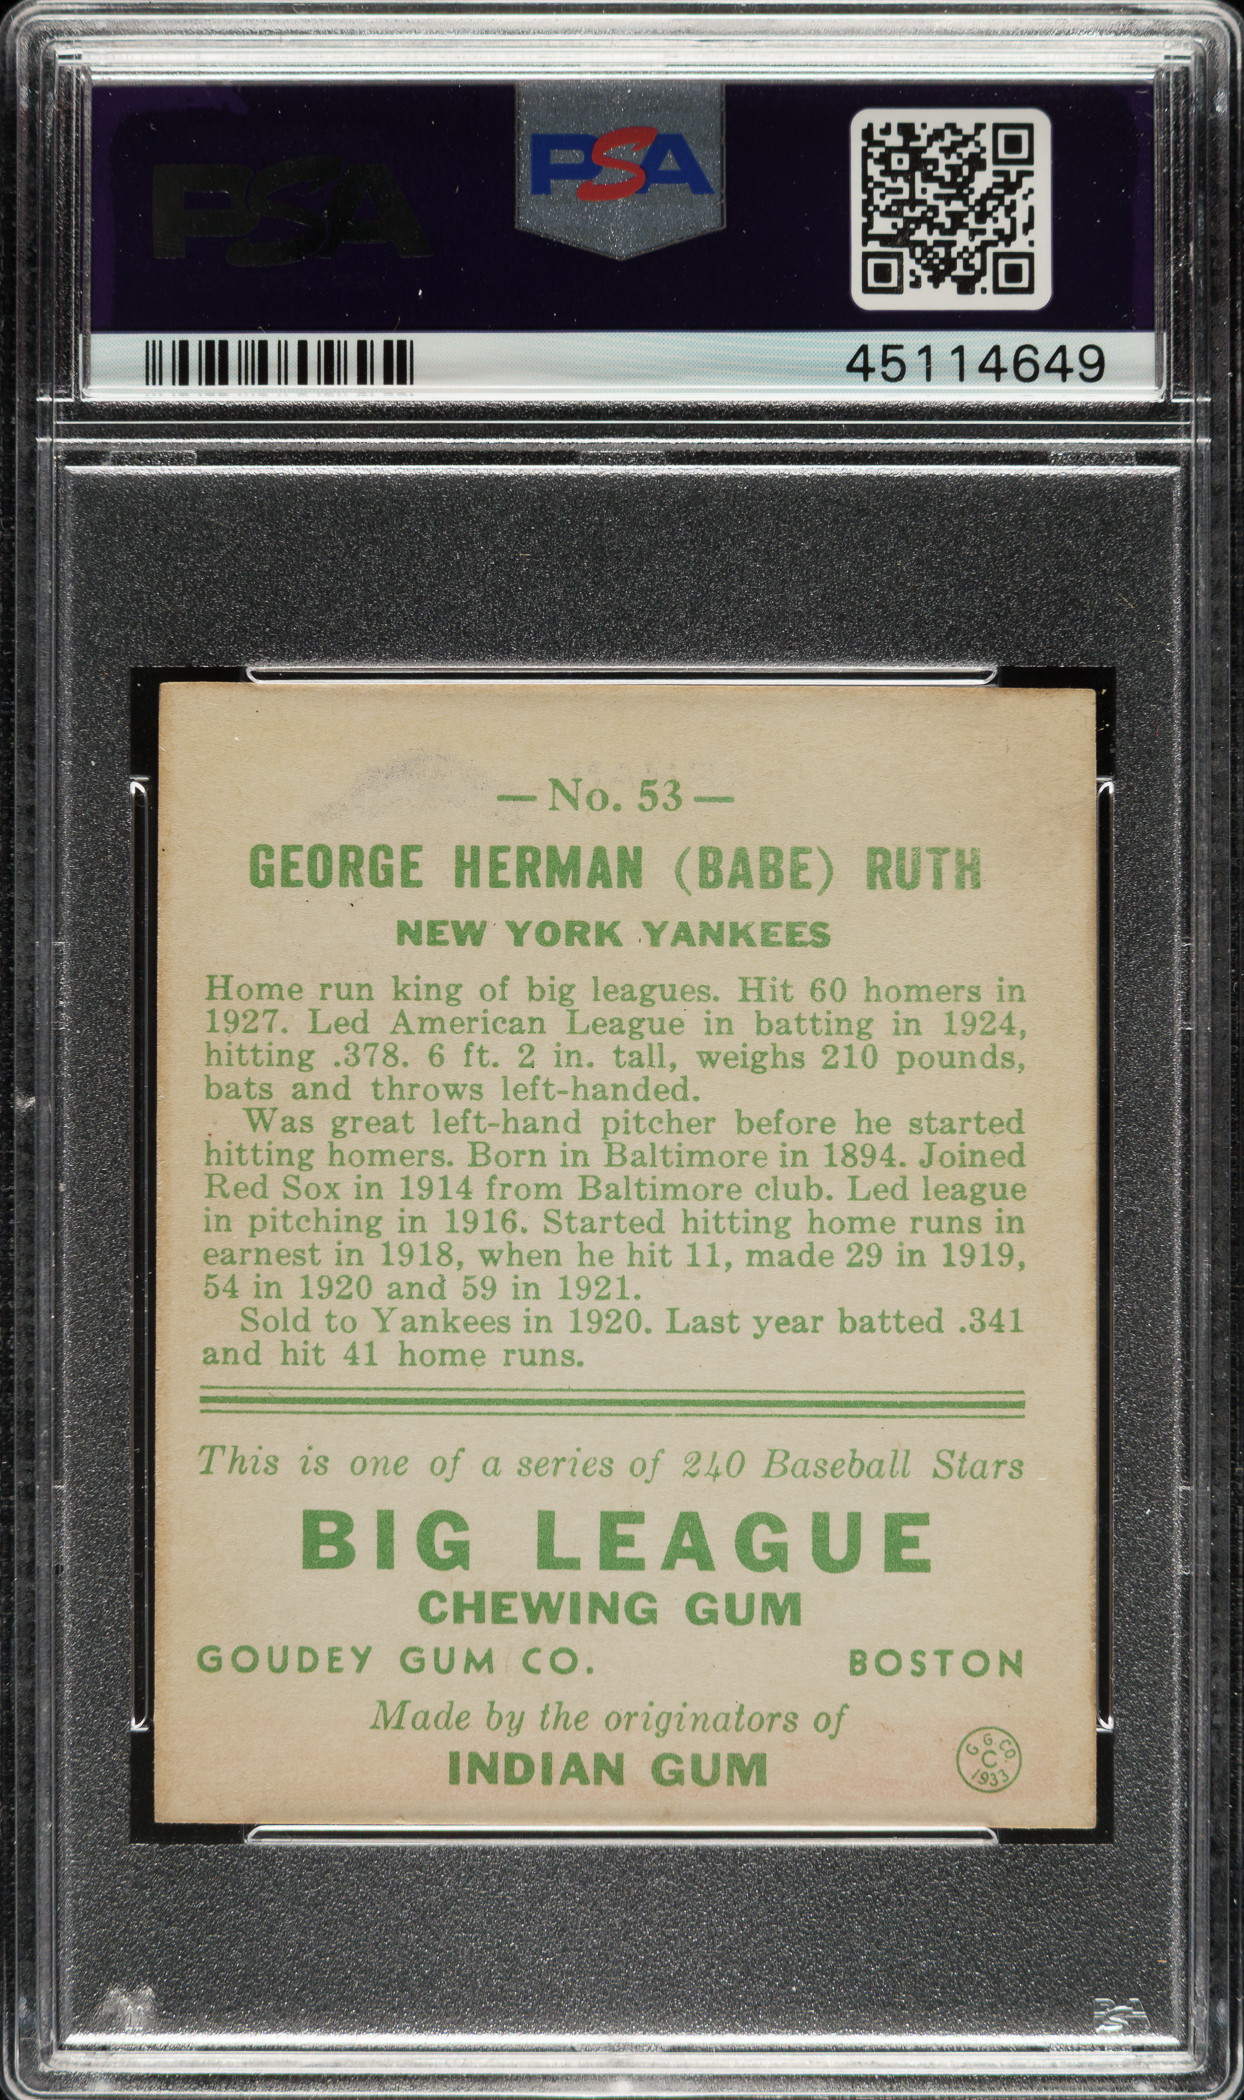 PSA
PSA
45114649
—No. 53—
GEORGE HERMAN (BABE) RUTH
NEW YORK YANKEES
Home run king of big leagues. Hit 60 homers in
1927. Led American League in batting in 1924,
hitting .378. 6 ft. 2 in. tall, weighs 210 pounds,
bats and throws left-handed.
Was great left-hand pitcher before he started
hitting homers. Born in Baltimore in 1894. Joined
Red Sox in 1914 from Baltimore club. Led league
in pitching in 1916. Started hitting home runs in
earnest in 1918, when he hit 11, made 29 in 1919,
54 in 1920 and 59 in 1921.
Sold to Yankees in 1920. Last year batted .341
and hit 41 home runs.
This is one of a series of 240 Baseball Stars
BIG LEAGUE
CHEWING GUM
GOUDEY GUM CO. BOSTON
Made by the originators of
INDIAN GUM
G. G. CO.
C
1933
PSA